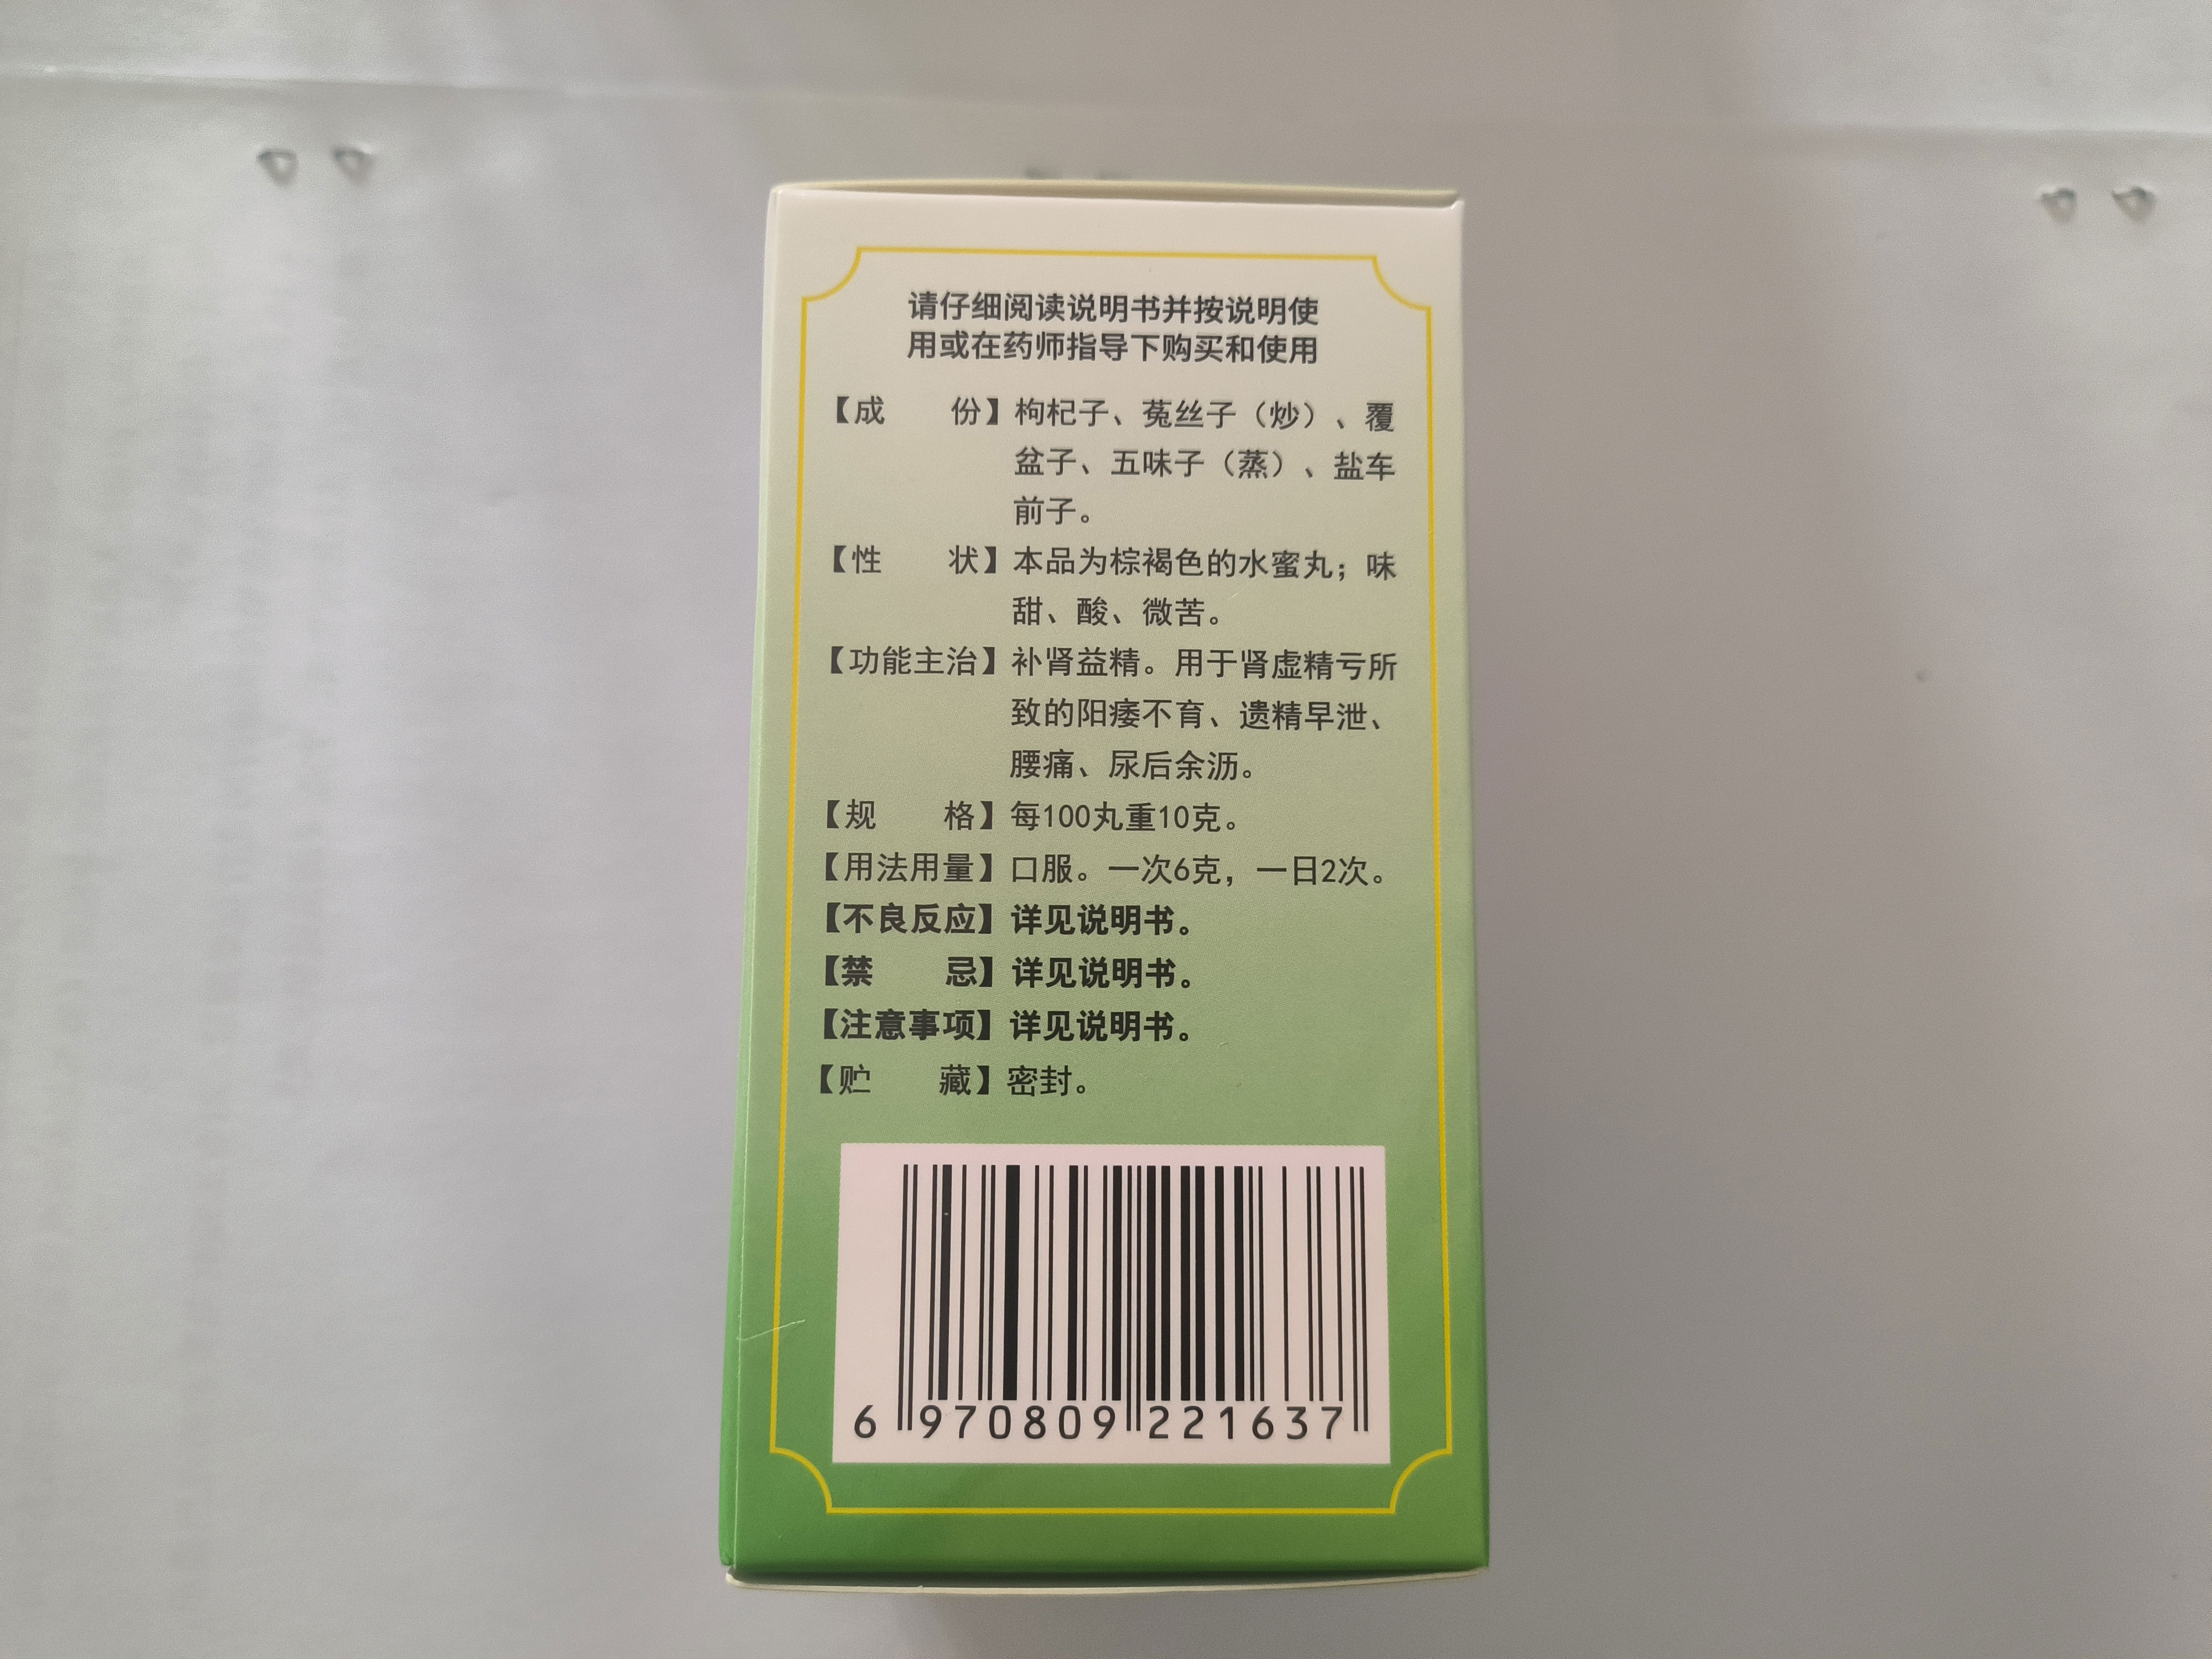 请仔细阅读说明书并按说明使
用或在药师指导下购买和使用
【成　　份】枸杞子、菟丝子（炒）、覆
盆子、五味子（蒸）、盐车
前子。
【性　　状】本品为棕褐色的水蜜丸；味
甜、酸、微苦。
【功能主治】补肾益精。用于肾虚精亏所
致的阳痿不育、遗精早泄、
腰痛、尿后余沥。
【规　　格】每100丸重10克。
【用法用量】口服。一次6克，一日2次。
【不良反应】详见说明书。
【禁　　忌】详见说明书。
【注意事项】详见说明书。
【贮　　藏】密封。
6 970809 221637